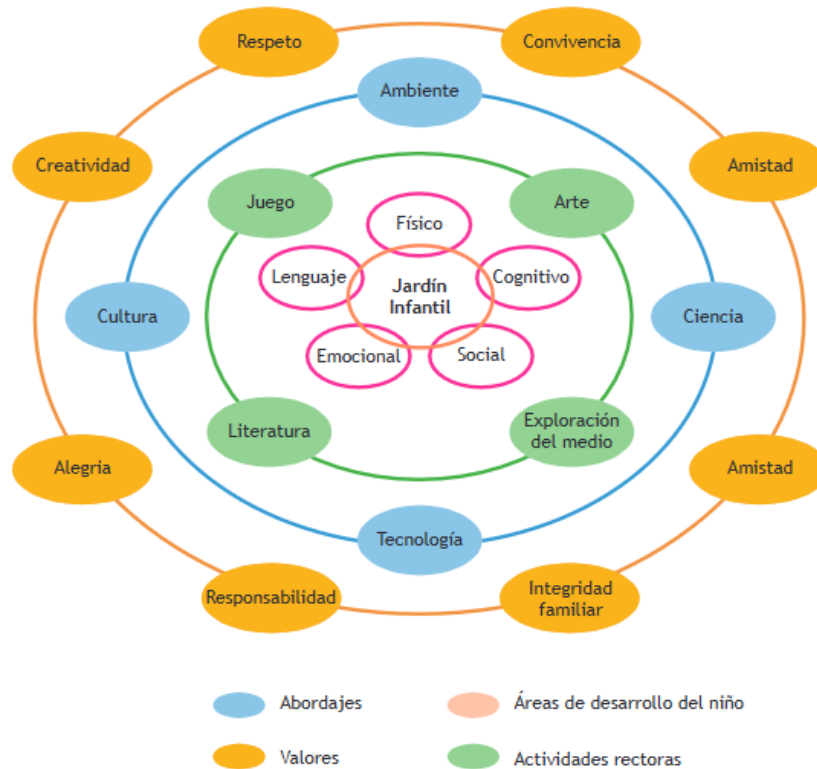 Respeto
Convivencia
Ambiente
Creatividad
Amistad
Juego
Arte
Físico
Lenguaje
Cognitivo
Jardín
Infantil
Cultura
Ciencia
Emocional
Social
Literatura
Exploración
del medio
Alegria
Amistad
Tecnología
Responsabilidad
Integridad
familiar
Abordajes
Áreas de desarrollo del niño
Valores
Actividades rectoras